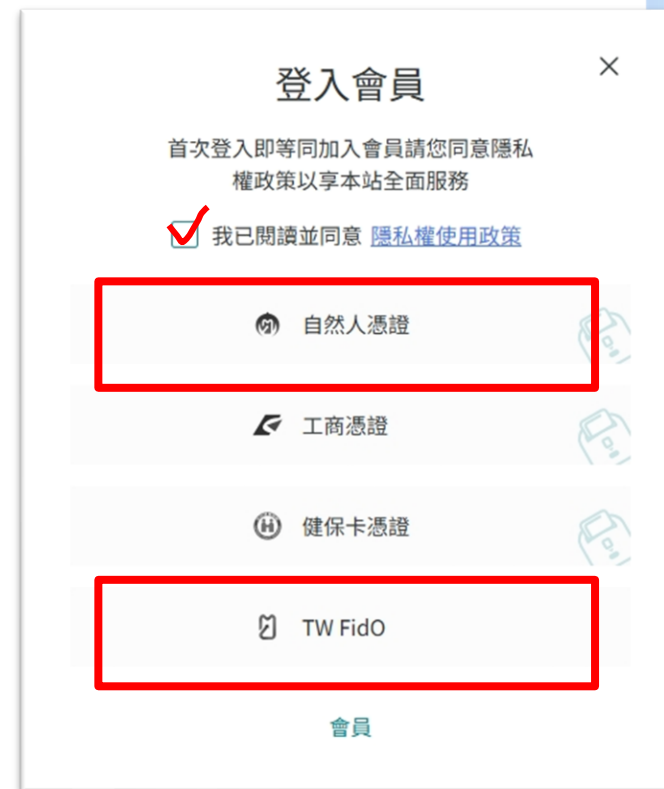 登入會員
首次登入即等同加入會員請您同意隱私
權政策以享本站全面服務
我已閱讀並同意 隱私權使用政策
自然人憑證
工商憑證
健保卡憑證
TW FidO
會員